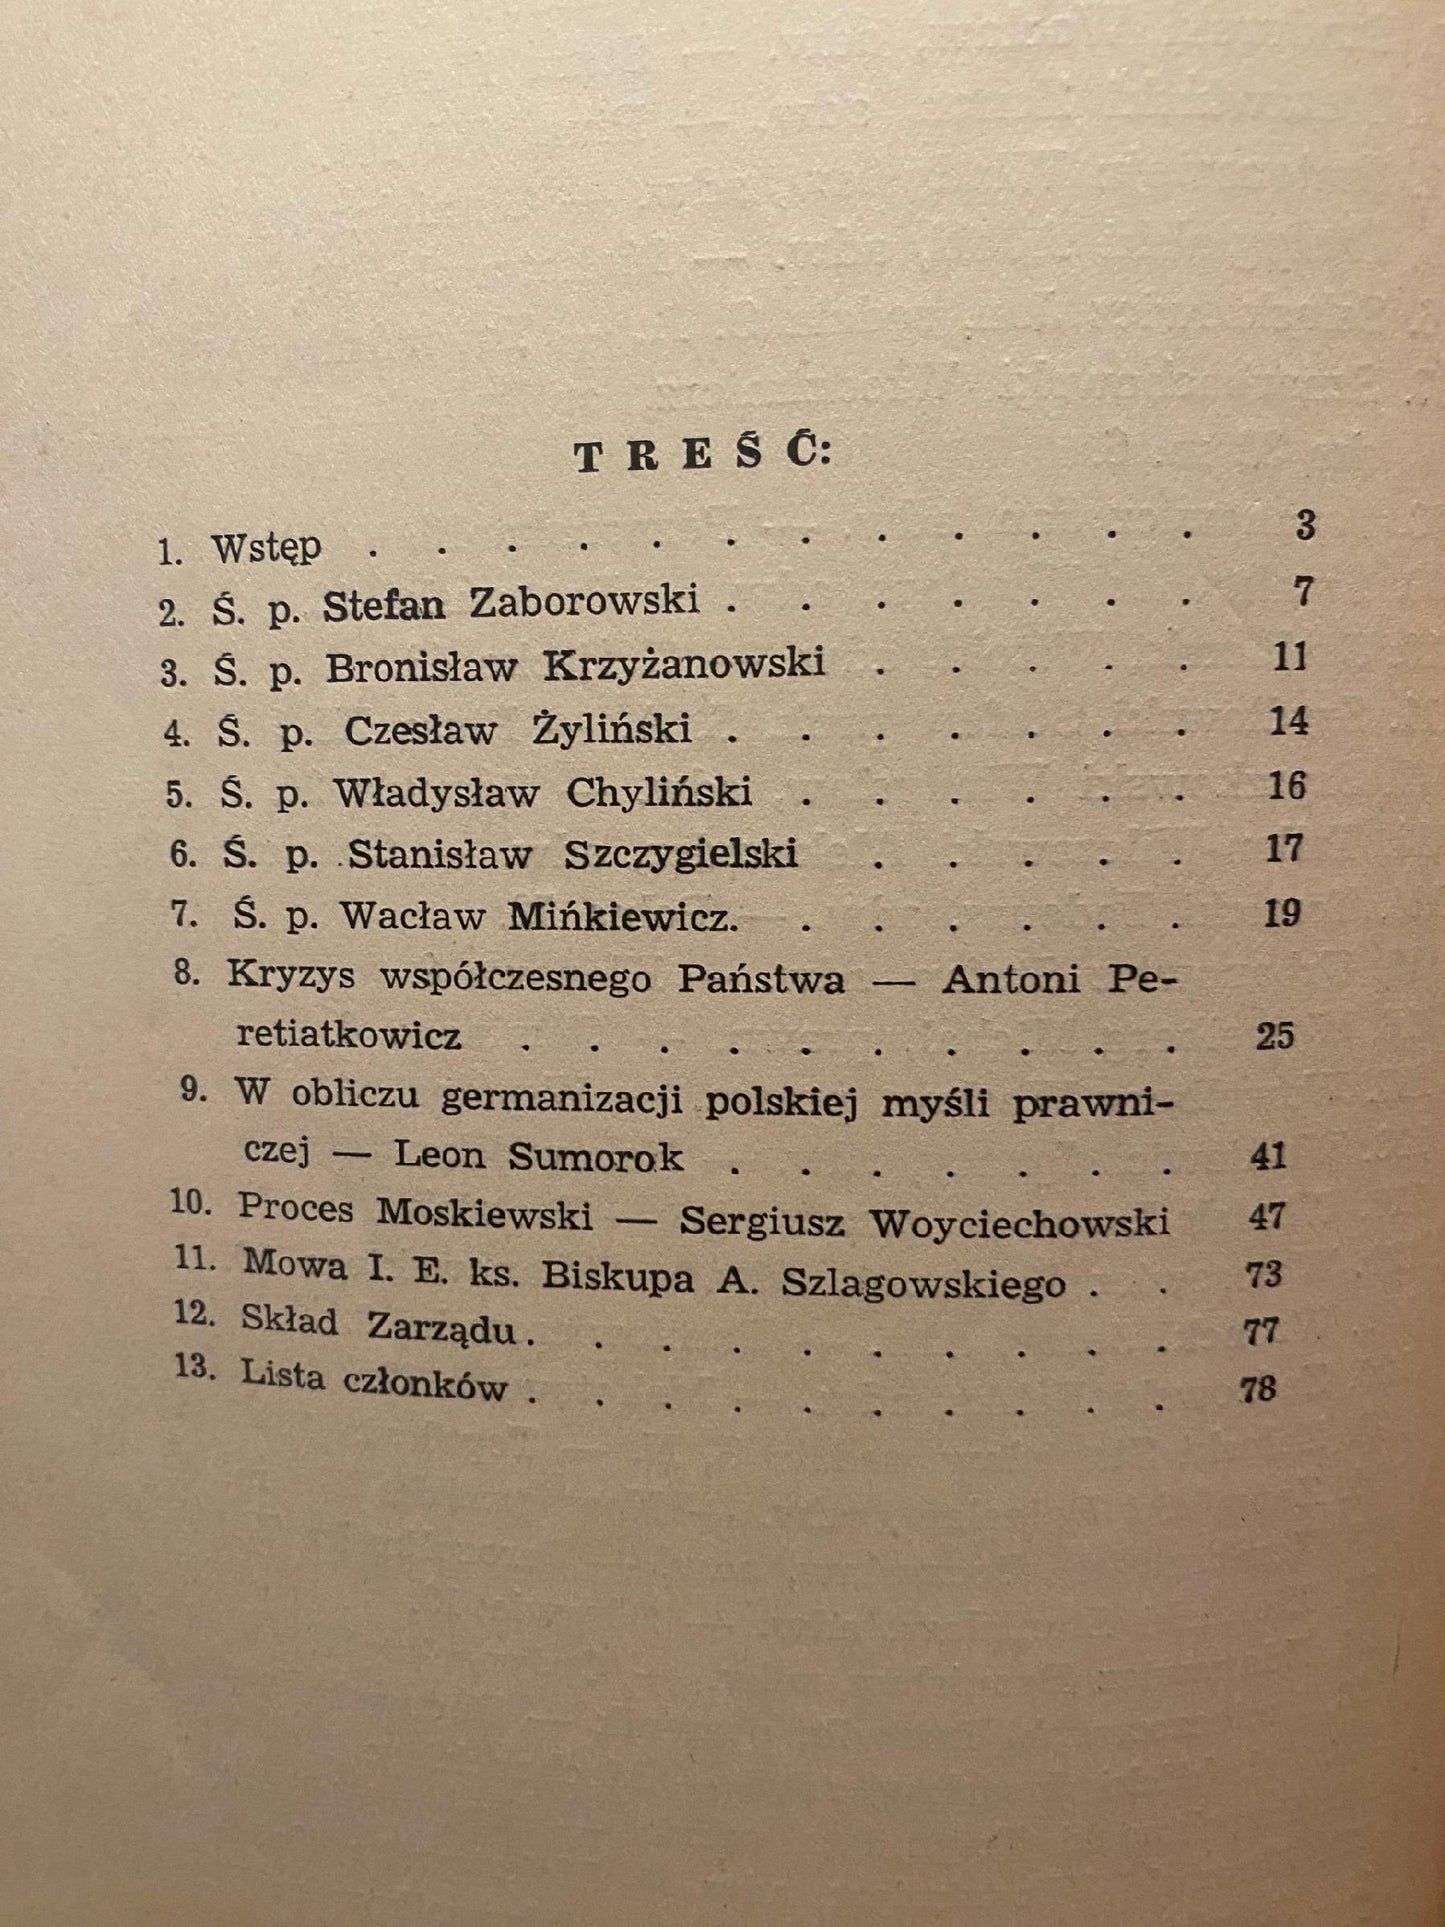 TREŚĆ:
1. Wstęp . . . . . . . . . . . . 3
2. Ś. p. Stefan Zaborowski . . . . . . . 7
3. Ś. p. Bronisław Krzyżanowski . . . . . 11
4. Ś. p. Czesław Żyliński . . . . . . . 14
5. Ś. p. Władysław Chyliński . . . . . . 16
6. Ś. p. Stanisław Szczygielski . . . . . 17
7. Ś. p. Wacław Mińkiewicz. . . . . . . 19
8. Kryzys współczesnego Państwa — Antoni Pe-
retiatkowicz . . . . . . . . . . 25
9. W obliczu germanizacji polskiej myśli prawni-
czej — Leon Sumorok . . . . . . . 41
10. Proces Moskiewski — Sergiusz Woyciechowski 47
11. Mowa I. E. ks. Biskupa A. Szlagowskiego . . 73
12. Skład Zarządu . . . . . . . . . . 77
13. Lista członków . . . . . . . . . . 78